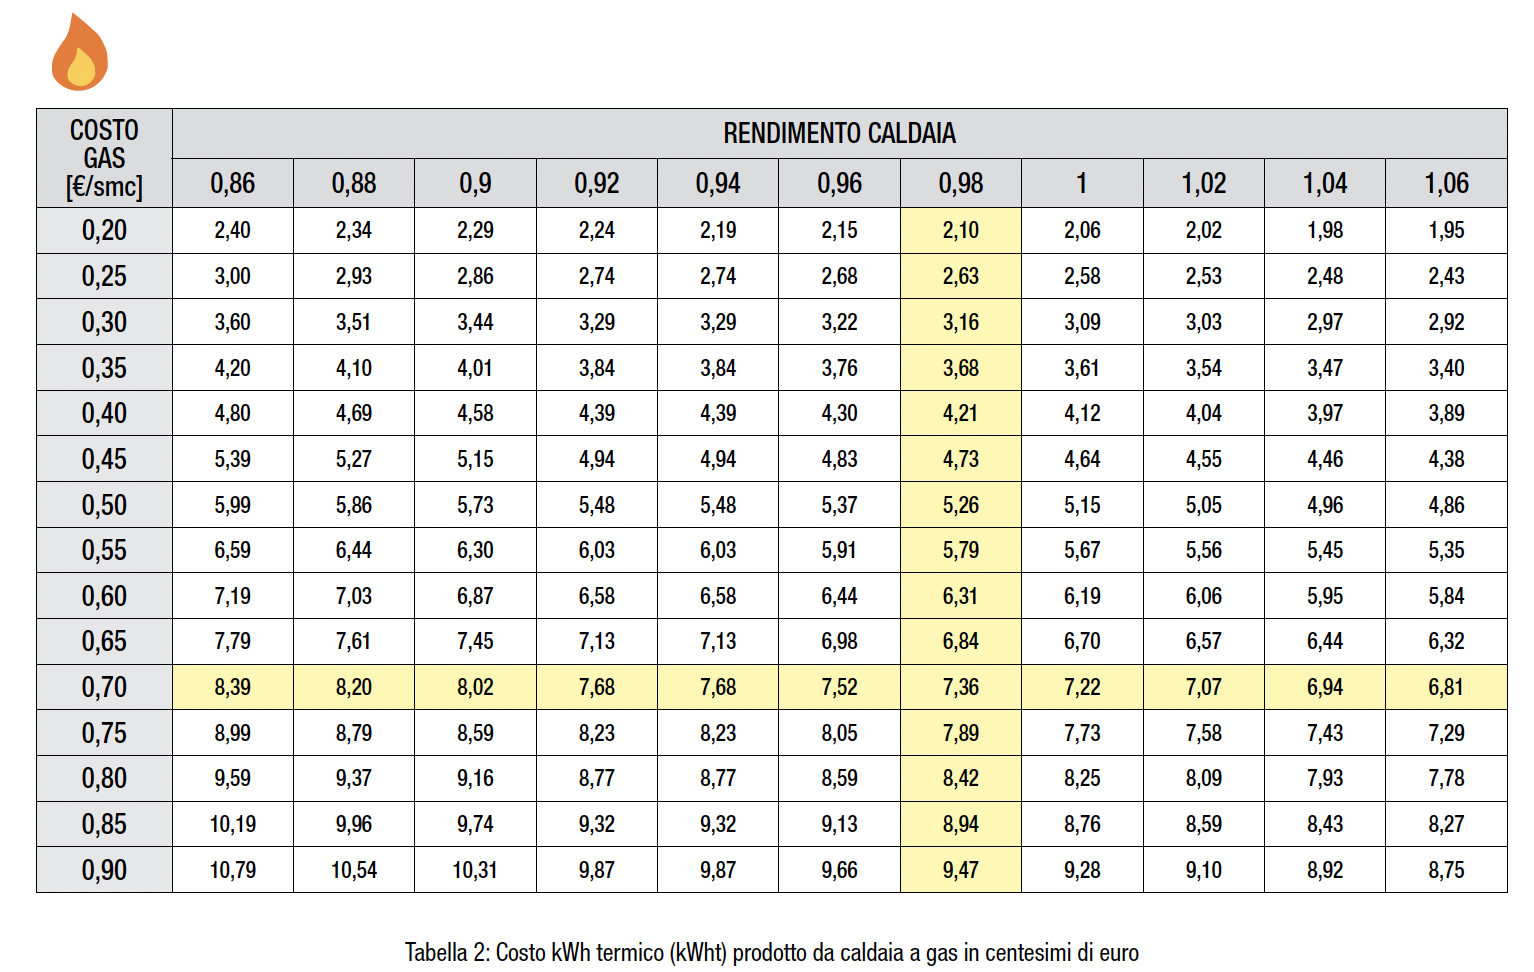 COSTO
GAS
[€/smc]
RENDIMENTO CALDAIA
0,86 0,88 0,9 0,92 0,94 0,96 0,98 1 1,02 1,04 1,06
0,20 2,40 2,34 2,29 2,24 2,19 2,15 2,10 2,06 2,02 1,98 1,95
0,25 3,00 2,93 2,86 2,74 2,74 2,68 2,63 2,58 2,53 2,48 2,43
0,30 3,60 3,51 3,44 3,29 3,29 3,22 3,16 3,09 3,03 2,97 2,92
0,35 4,20 4,10 4,01 3,84 3,84 3,76 3,68 3,61 3,54 3,47 3,40
0,40 4,80 4,69 4,58 4,39 4,39 4,30 4,21 4,12 4,04 3,97 3,89
0,45 5,39 5,27 5,15 4,94 4,94 4,83 4,73 4,64 4,55 4,46 4,38
0,50 5,99 5,86 5,73 5,48 5,48 5,37 5,26 5,15 5,05 4,96 4,86
0,55 6,59 6,44 6,30 6,03 6,03 5,91 5,79 5,67 5,56 5,45 5,35
0,60 7,19 7,03 6,87 6,58 6,58 6,44 6,31 6,19 6,06 5,95 5,84
0,65 7,79 7,61 7,45 7,13 7,13 6,98 6,84 6,70 6,57 6,44 6,32
0,70 8,39 8,20 8,02 7,68 7,68 7,52 7,36 7,22 7,07 6,94 6,81
0,75 8,99 8,79 8,59 8,23 8,23 8,05 7,89 7,73 7,58 7,43 7,29
0,80 9,59 9,37 9,16 8,77 8,77 8,59 8,42 8,25 8,09 7,93 7,78
0,85 10,19 9,96 9,74 9,32 9,32 9,13 8,94 8,76 8,59 8,43 8,27
0,90 10,79 10,54 10,31 9,87 9,87 9,66 9,47 9,28 9,10 8,92 8,75
Tabella 2: Costo kWh termico (kWht) prodotto da caldaia a gas in centesimi di euro